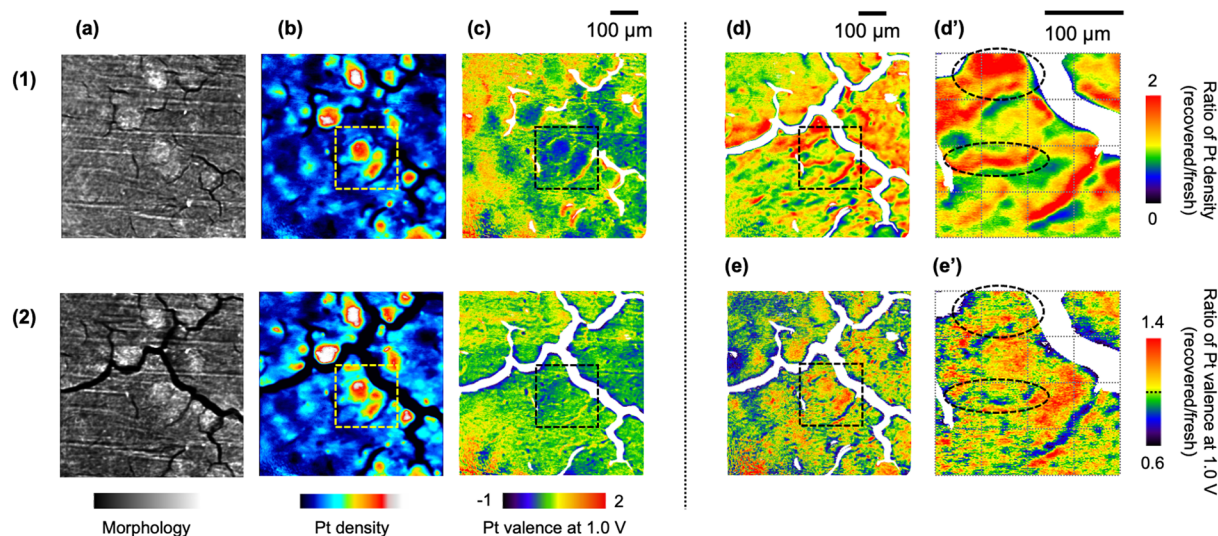 (a)
(b)
(c)
100 µm
(d)
100 µm
(d')
100 µm
(1)
2
0
Ratio of Pt density
(recovered/fresh)
(e)
(e')
(2)
1.4
0.6
Ratio of Pt valence at 1.0 V
(recovered/fresh)
Morphology
Pt density
-1
2
Pt valence at 1.0 V